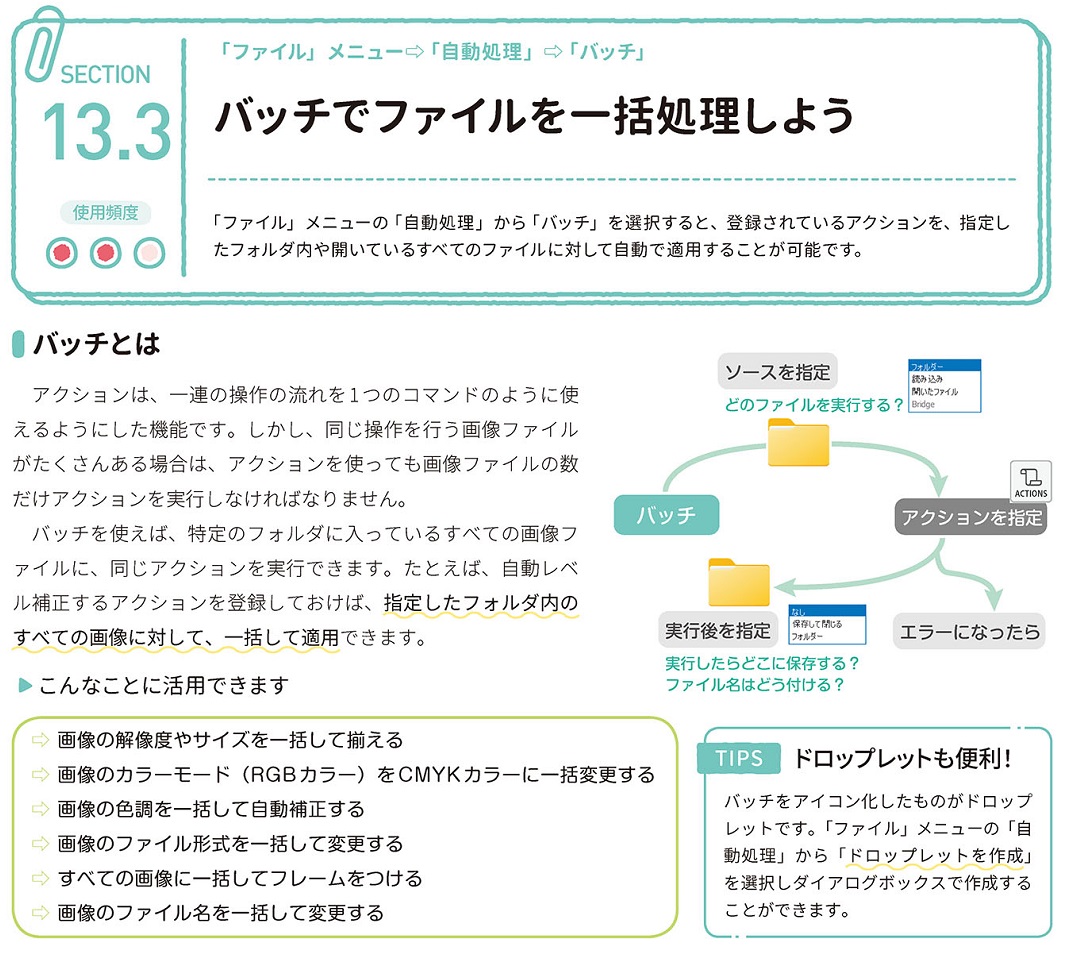 「ファイル」メニュー⇨「自動処理」⇨「バッチ」
SECTION
13.3
バッチでファイルを一括処理しよう
使用頻度
「ファイル」メニューの「自動処理」から「バッチ」を選択すると、登録されているアクションを、指定し
たフォルダ内や開いているすべてのファイルに対して自動で適用することが可能です。
バッチとは
アクションは、一連の操作の流れを1つのコマンドのように使
えるようにした機能です。しかし、同じ操作を行う画像ファイル
がたくさんある場合は、アクションを使っても画像ファイルの数
だけアクションを実行しなければなりません。
バッチを使えば、特定のフォルダに入っているすべての画像フ
ァイルに、同じアクションを実行できます。たとえば、自動レベ
ル補正するアクションを登録しておけば、指定したフォルダ内の
すべての画像に対して、一括して適用できます。
ソースを指定
どのファイルを実行する？
フォルダー
読み込み
開いたファイル
Bridge
バッチ
ACTIONS
アクションを指定
実行後を指定
なし
保存して閉じる
フォルダー
エラーになったら
実行したらどこに保存する？
ファイル名はどう付ける？
▶こんなことに活用できます
⇨ 画像の解像度やサイズを一括して揃える
⇨ 画像のカラーモード（RGBカラー）をCMYKカラーに一括変更する
⇨ 画像の色調を一括して自動補正する
⇨ 画像のファイル形式を一括して変更する
⇨ すべての画像に一括してフレームをつける
⇨ 画像のファイル名を一括して変更する
TIPS ドロップレットも便利！
バッチをアイコン化したものがドロップ
レットです。「ファイル」メニューの「自
動処理」から「ドロップレットを作成」
を選択しダイアログボックスで作成する
ことができます。